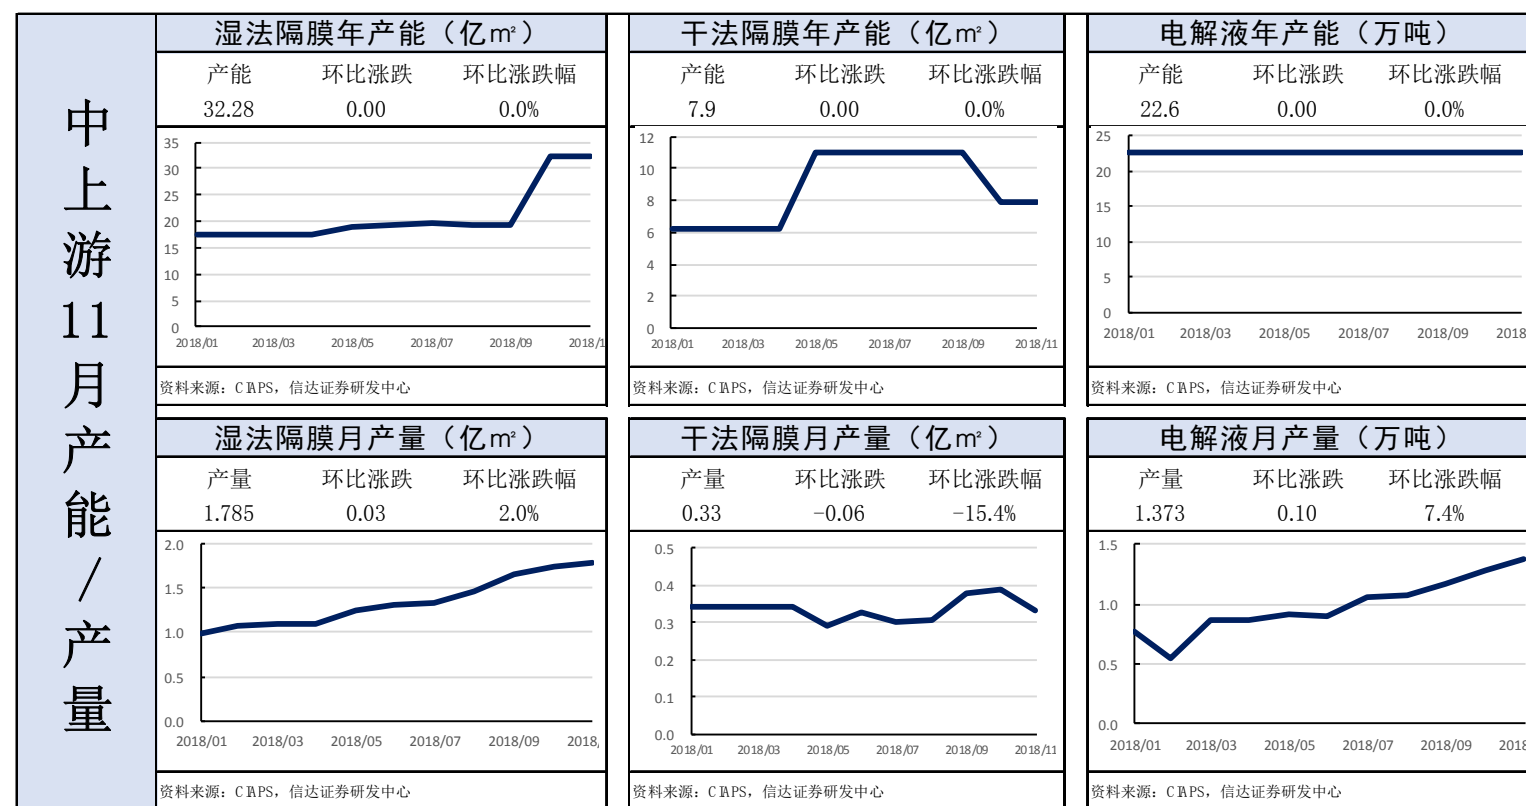 中上游11月产能/产量
湿法隔膜年产能（亿㎡）
产能 环比涨跌 环比涨跌幅
32.28 0.00 0.0%
35
30
25
20
15
10
5
0
2018/01 2018/03 2018/05 2018/07 2018/09 2018/1
资料来源：CIAPS，信达证券研发中心
干法隔膜年产能（亿㎡）
产能 环比涨跌 环比涨跌幅
7.9 0.00 0.0%
12
10
8
6
4
2
0
2018/01 2018/03 2018/05 2018/07 2018/09 2018/11
资料来源：CIAPS，信达证券研发中心
电解液年产能（万吨）
产能 环比涨跌 环比涨跌幅
22.6 0.00 0.0%
25
20
15
10
5
0
2018/01 2018/03 2018/05 2018/07 2018/09 2018
资料来源：CIAPS，信达证券研发中心
湿法隔膜月产量（亿㎡）
产量 环比涨跌 环比涨跌幅
1.785 0.03 2.0%
2.0
1.5
1.0
0.5
0.0
2018/01 2018/03 2018/05 2018/07 2018/09 2018/
资料来源：CIAPS，信达证券研发中心
干法隔膜月产量（亿㎡）
产量 环比涨跌 环比涨跌幅
0.33 -0.06 -15.4%
0.5
0.4
0.3
0.2
0.1
0.0
2018/01 2018/03 2018/05 2018/07 2018/09 2018/11
资料来源：CIAPS，信达证券研发中心
电解液月产量（万吨）
产量 环比涨跌 环比涨跌幅
1.373 0.10 7.4%
1.5
1.0
0.5
0.0
2018/01 2018/03 2018/05 2018/07 2018/09 2018
资料来源：CIAPS，信达证券研发中心